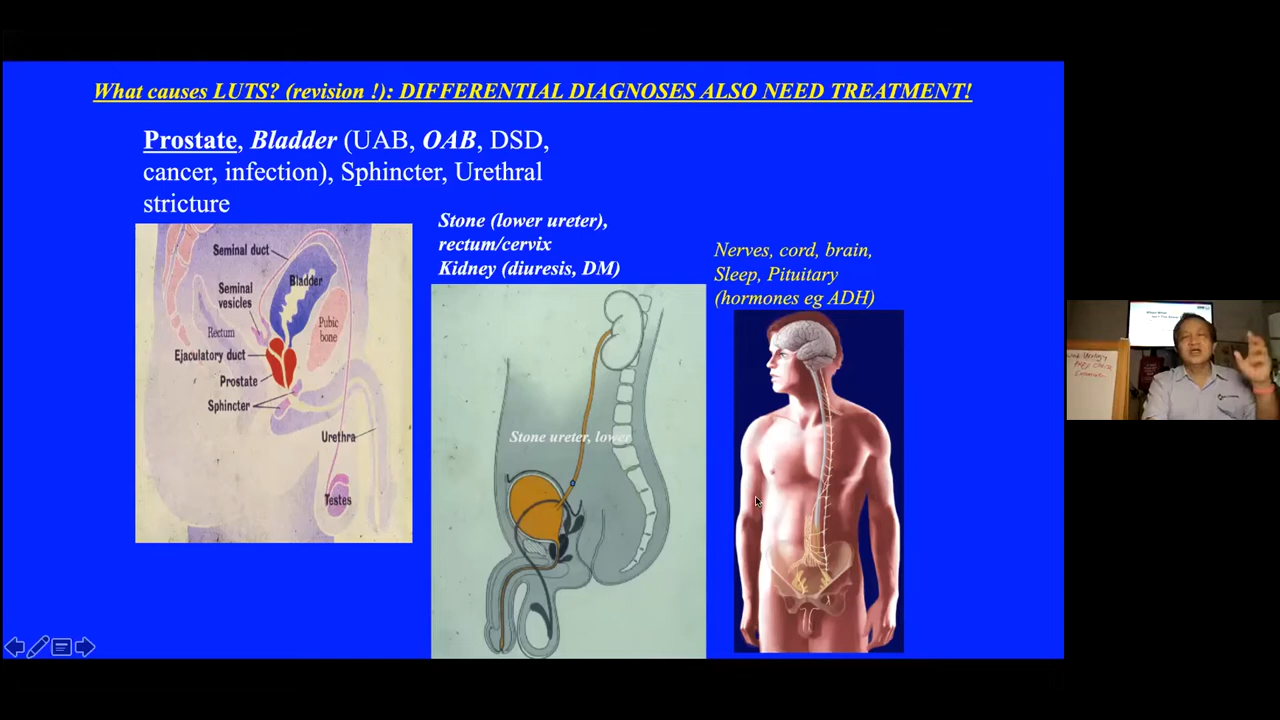 What causes LUTS? (revision !): DIFFERENTIAL DIAGNOSES ALSO NEED TREATMENT!
Prostate, Bladder (UAB, OAB, DSD,
cancer, infection), Sphincter, Urethral
stricture
Stone (lower ureter),
rectum/cervix
Kidney (diuresis, DM)
Nerves, cord, brain,
Sleep, Pituitary
(hormones eg ADH)
Seminal duct
Bladder
Seminal
vesicles
Pubic
bone
Rectum
Ejaculatory duct
Prostate
Sphincter
Urethra
Testes
Stone ureter, lower